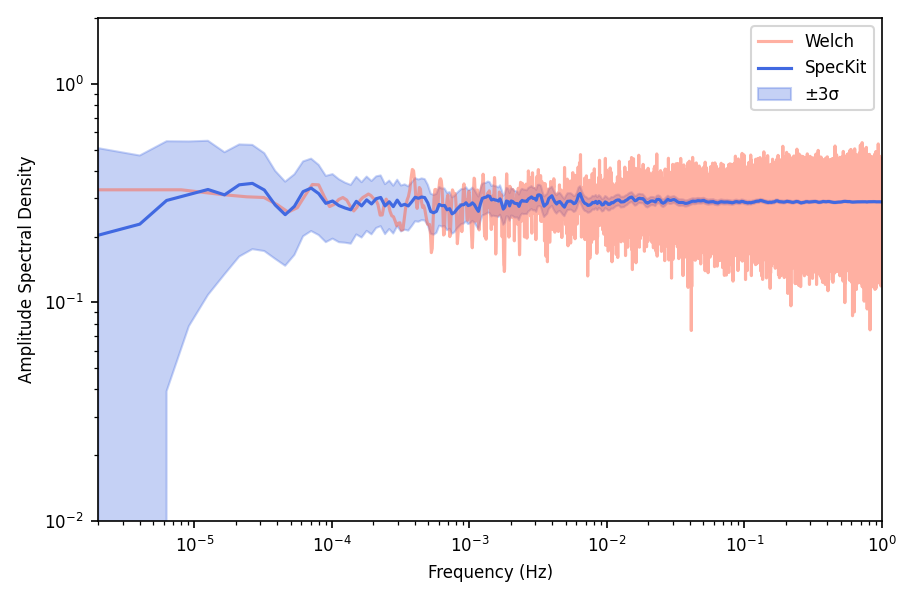 Amplitude Spectral Density
10⁰
10⁻¹
10⁻²
Welch
SpecKit
±3σ
10⁻⁵
10⁻⁴
10⁻³
10⁻²
10⁻¹
10⁰
Frequency (Hz)